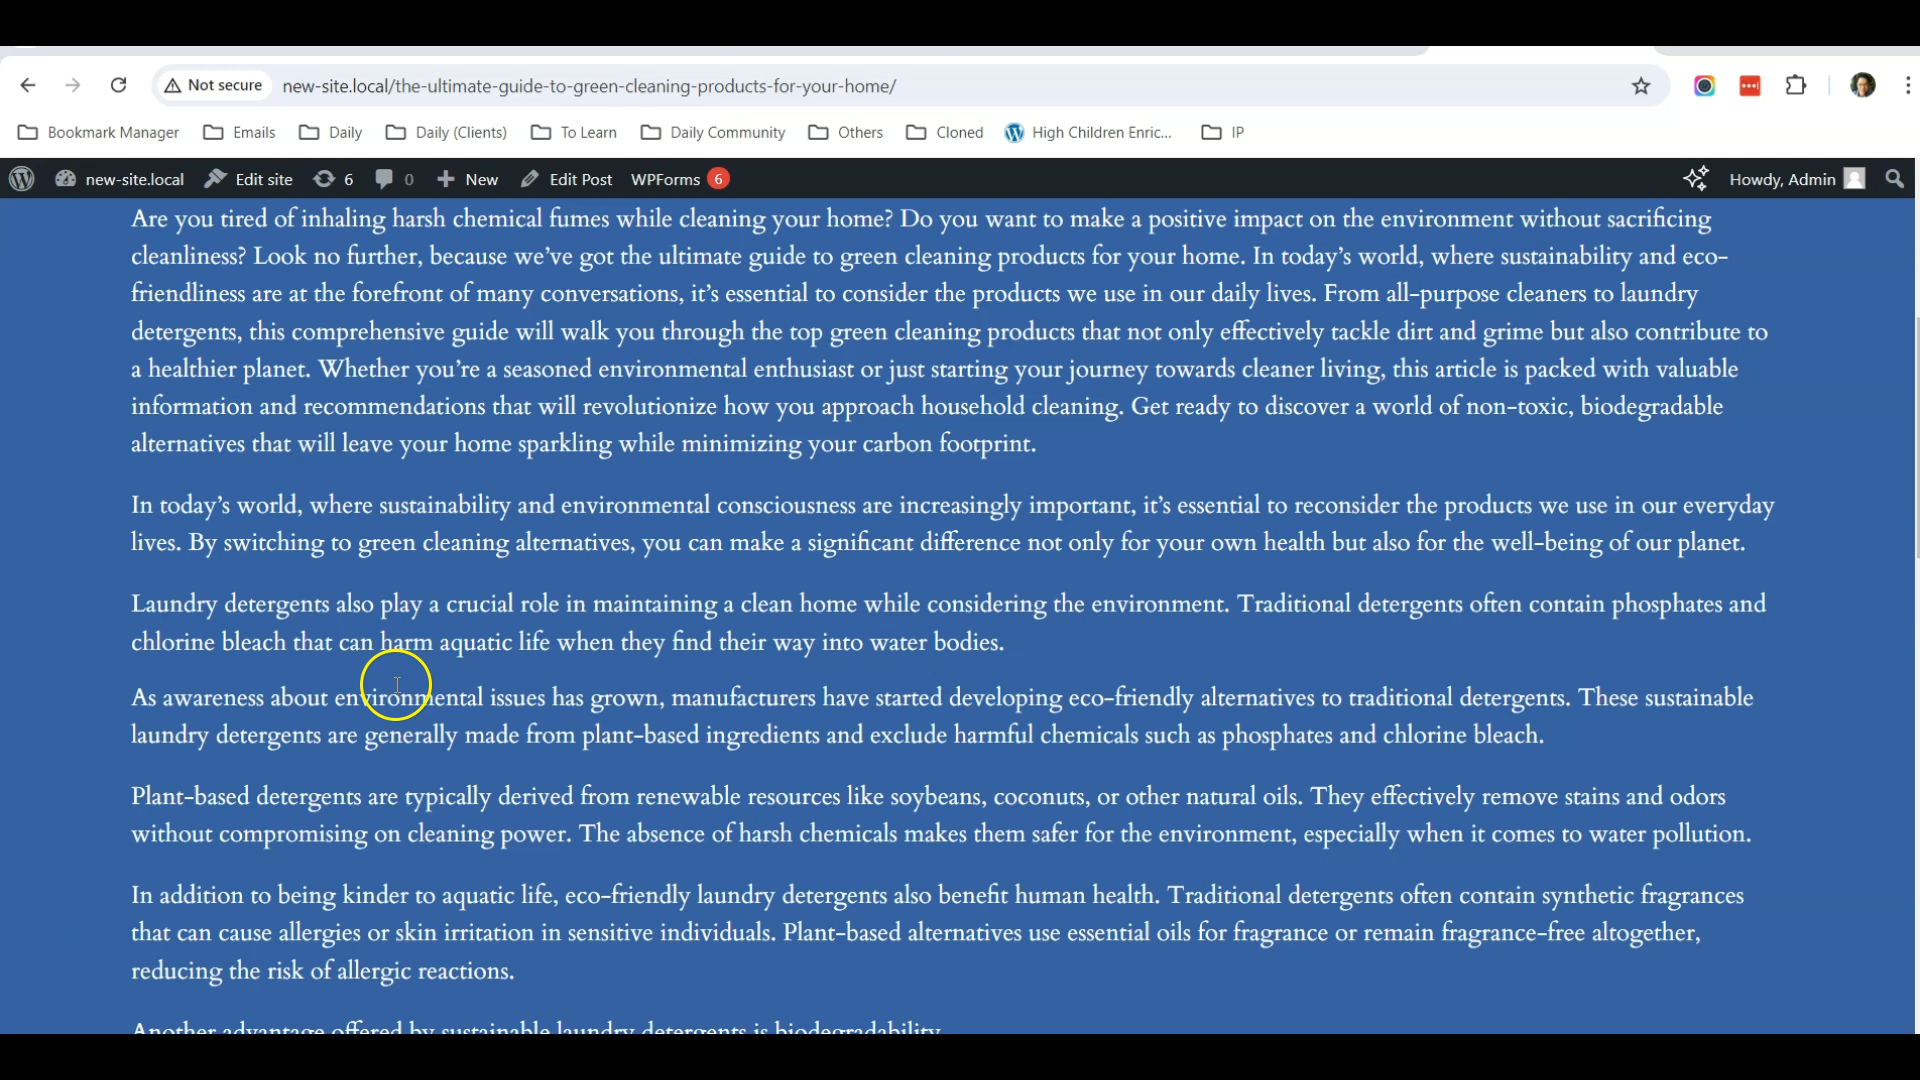 Not secure new-site.local/the-ultimate-guide-to-green-cleaning-products-for-your-home/
Bookmark Manager Emails Daily Daily (Clients) To Learn Daily Community Others Cloned High Children Enric... IP
new-site.local Edit site 6 0 New Edit Post WPForms 6 Howdy, Admin
Are you tired of inhaling harsh chemical fumes while cleaning your home? Do you want to make a positive impact on the environment without sacrificing
cleanliness? Look no further, because we’ve got the ultimate guide to green cleaning products for your home. In today’s world, where sustainability and eco-
friendliness are at the forefront of many conversations, it’s essential to consider the products we use in our daily lives. From all-purpose cleaners to laundry
detergents, this comprehensive guide will walk you through the top green cleaning products that not only effectively tackle dirt and grime but also contribute to
a healthier planet. Whether you’re a seasoned environmental enthusiast or just starting your journey towards cleaner living, this article is packed with valuable
information and recommendations that will revolutionize how you approach household cleaning. Get ready to discover a world of non-toxic, biodegradable
alternatives that will leave your home sparkling while minimizing your carbon footprint.
In today’s world, where sustainability and environmental consciousness are increasingly important, it’s essential to reconsider the products we use in our everyday
lives. By switching to green cleaning alternatives, you can make a significant difference not only for your own health but also for the well-being of our planet.
Laundry detergents also play a crucial role in maintaining a clean home while considering the environment. Traditional detergents often contain phosphates and
chlorine bleach that can harm aquatic life when they find their way into water bodies.
As awareness about environmental issues has grown, manufacturers have started developing eco-friendly alternatives to traditional detergents. These sustainable
laundry detergents are generally made from plant-based ingredients and exclude harmful chemicals such as phosphates and chlorine bleach.
Plant-based detergents are typically derived from renewable resources like soybeans, coconuts, or other natural oils. They effectively remove stains and odors
without compromising on cleaning power. The absence of harsh chemicals makes them safer for the environment, especially when it comes to water pollution.
In addition to being kinder to aquatic life, eco-friendly laundry detergents also benefit human health. Traditional detergents often contain synthetic fragrances
that can cause allergies or skin irritation in sensitive individuals. Plant-based alternatives use essential oils for fragrance or remain fragrance-free altogether,
reducing the risk of allergic reactions.
Another advantage offered by sustainable laundry detergents is biodegradability.